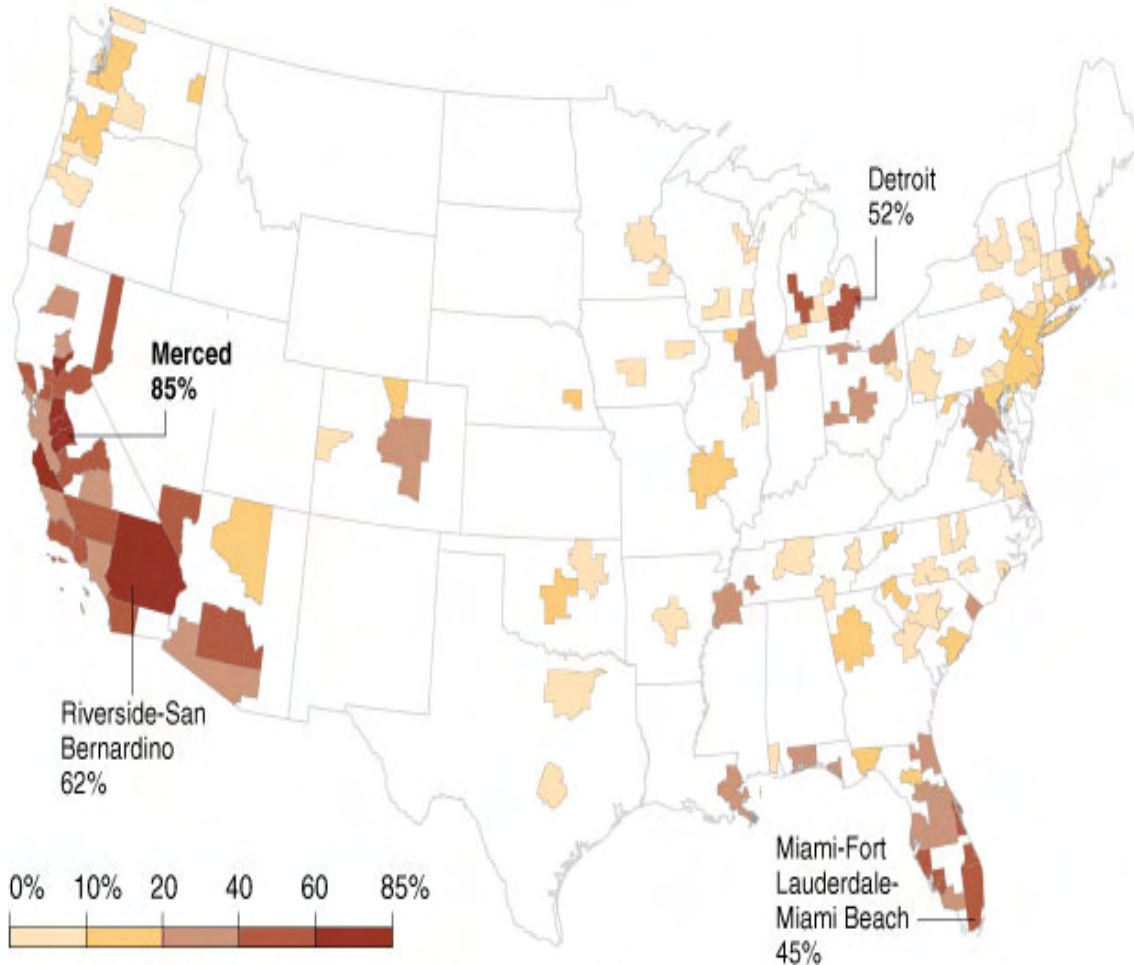 Detroit
52%
Merced
85%
Riverside-San
Bernardino
62%
Miami-Fort
Lauderdale-
Miami Beach
45%
0% 10% 20 40 60 85%